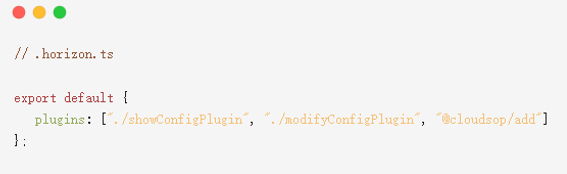 // .horizon.ts
export default {
plugins: ["./showConfigPlugin", "./modifyConfigPlugin", "@cloudsop/add"]
};